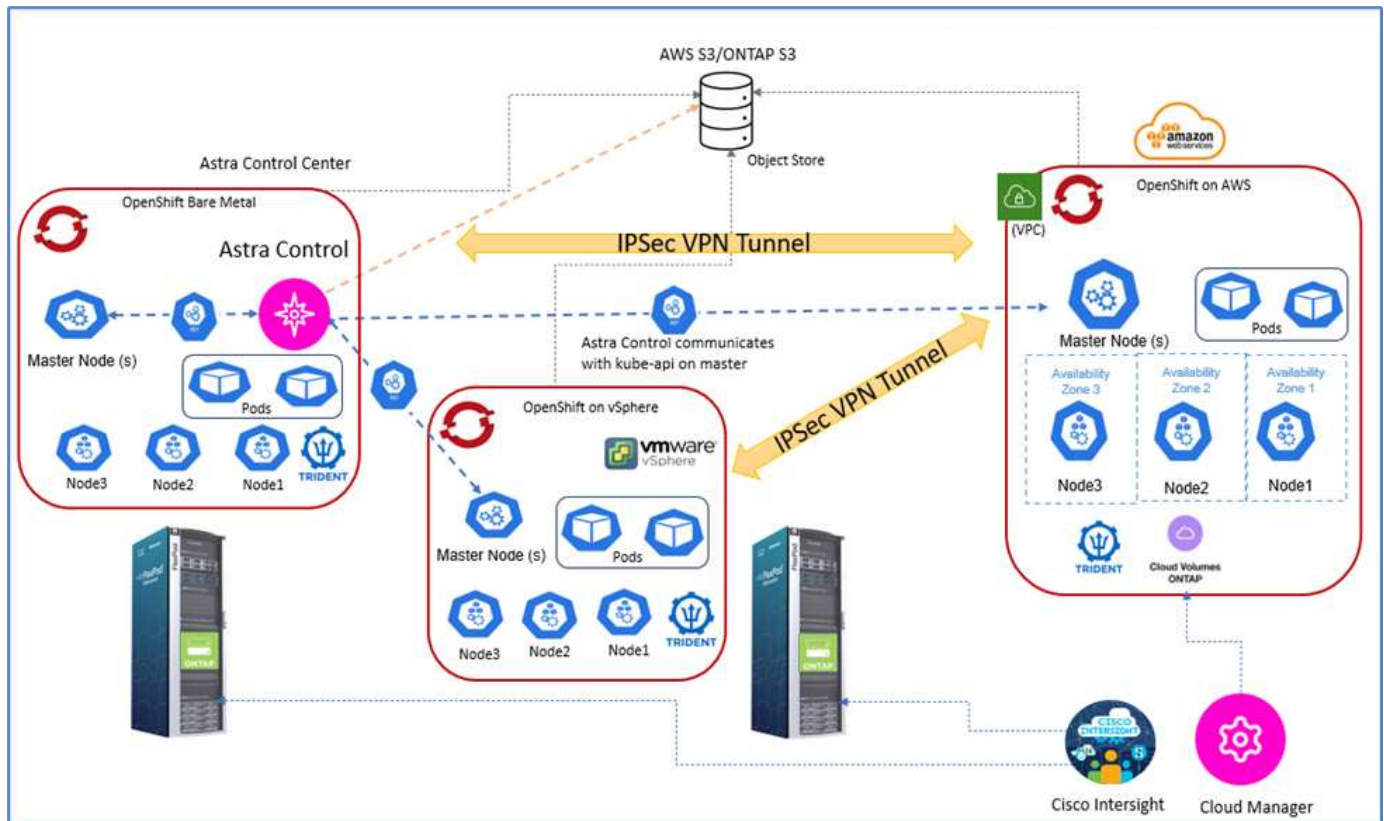 AWS S3/ONTAP S3
Object Store
amazon
webservices
Astra Control Center
OpenShift Bare Metal
Astra Control
Master Node (s)
Pods
Node3
Node2
Node1
TRIDENT
IPSec VPN Tunnel
Astra Control communicates
with kube-api on master
IPSec VPN Tunnel
OpenShift on vSphere
vmware
vSphere
Master Node (s)
Pods
Node3
Node2
Node1
TRIDENT
(VPC)
OpenShift on AWS
Master Node (s)
Pods
Availability
Zone 3
Availability
Zone 2
Availability
Zone 1
Node3
Node2
Node1
TRIDENT
Cloud Volumes
ONTAP
FlexPod
ONTAP
FlexPod
ONTAP
CISCO
INTERSIGHT
Cisco Intersight
Cloud Manager